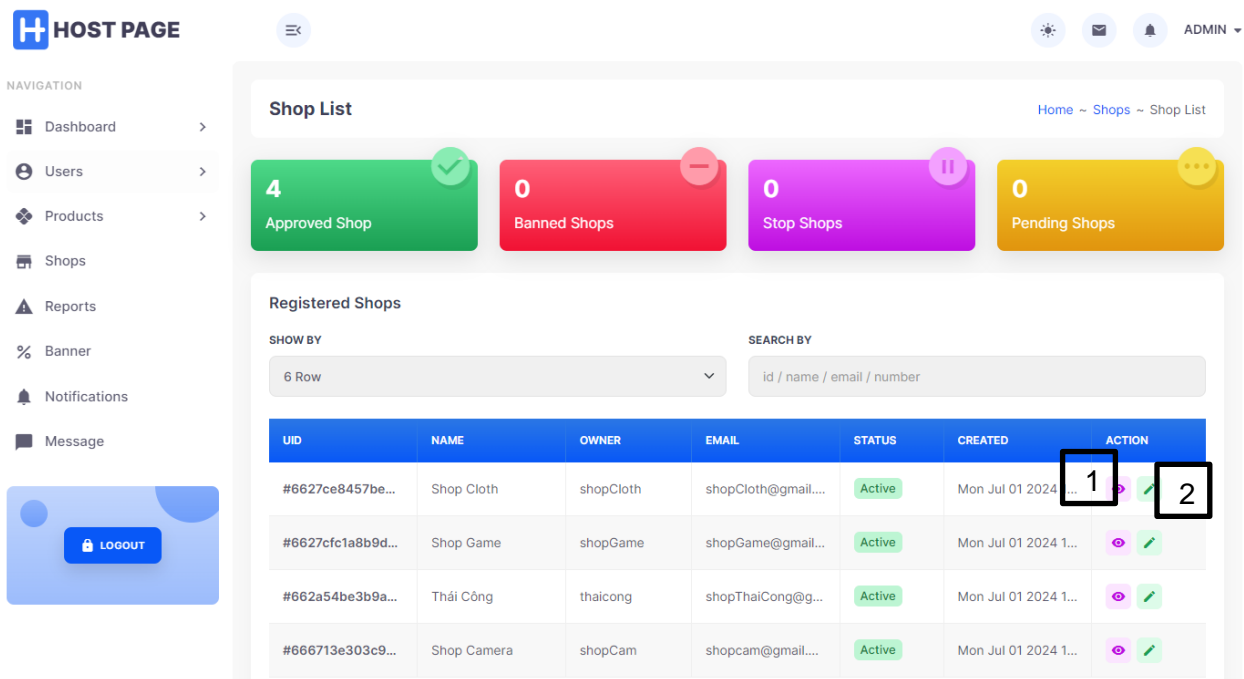 HOST PAGE
ADMIN
NAVIGATION
Dashboard
Users
Products
Shops
Reports
Banner
Notifications
Message
LOGOUT
Shop List
Home ~ Shops ~ Shop List
4
Approved Shop
0
Banned Shops
0
Stop Shops
0
Pending Shops
Registered Shops
SHOW BY
6 Row
SEARCH BY
id / name / email / number
UID NAME OWNER EMAIL STATUS CREATED ACTION
#6627ce8457be... Shop Cloth shopCloth shopCloth@gmail.... Active Mon Jul 01 2024 1... 1 2
#6627cfc1a8b9d... Shop Game shopGame shopGame@gmail... Active Mon Jul 01 2024 1...
#662a54be3b9a... Thái Công thaicong shopThaiCong@g... Active Mon Jul 01 2024 1...
#666713e303c9... Shop Camera shopCam shopcam@gmail.... Active Mon Jul 01 2024 1...